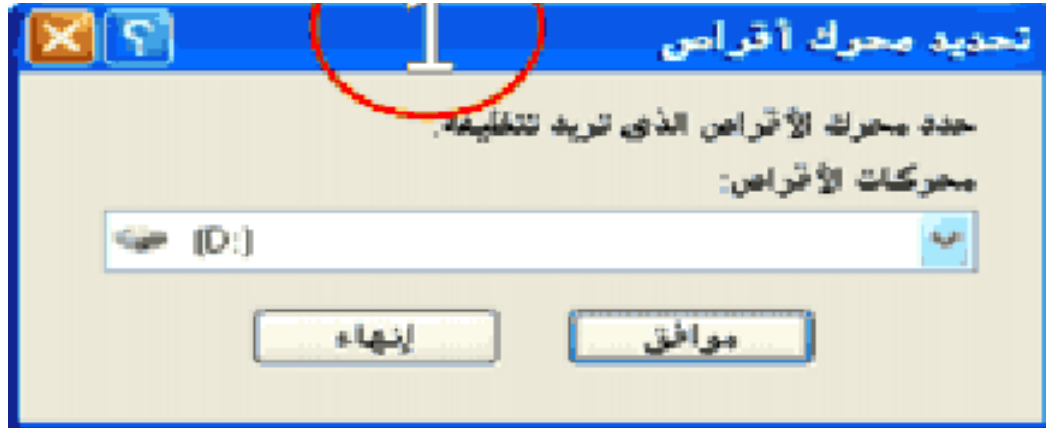 1
تحديد محرك أقراص
حدد محرك الأقراص الذي تريد تنظيفه.
محركات الأقراص:
(D:)
موافق
إنهاء